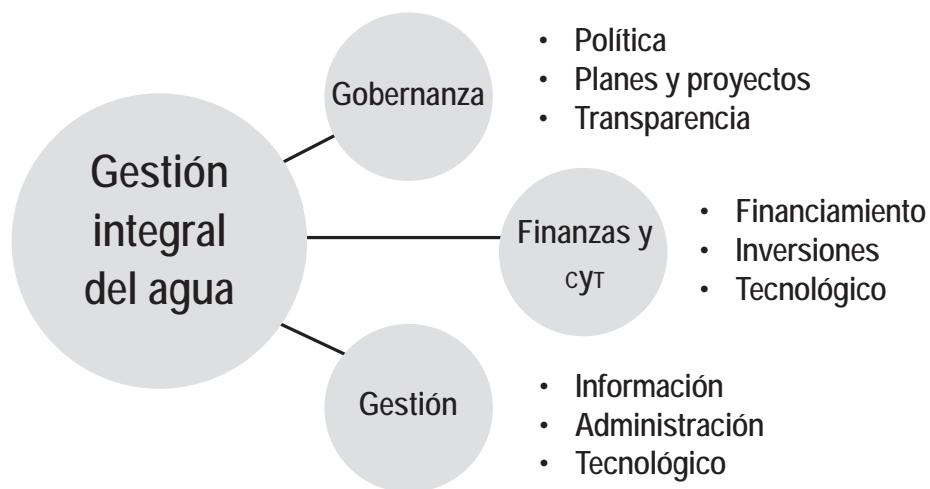 Gestión
integral
del agua
Gobernanza
• Política
• Planes y proyectos
• Transparencia
Finanzas y
CyT
• Financiamiento
• Inversiones
• Tecnológico
Gestión
• Información
• Administración
• Tecnológico